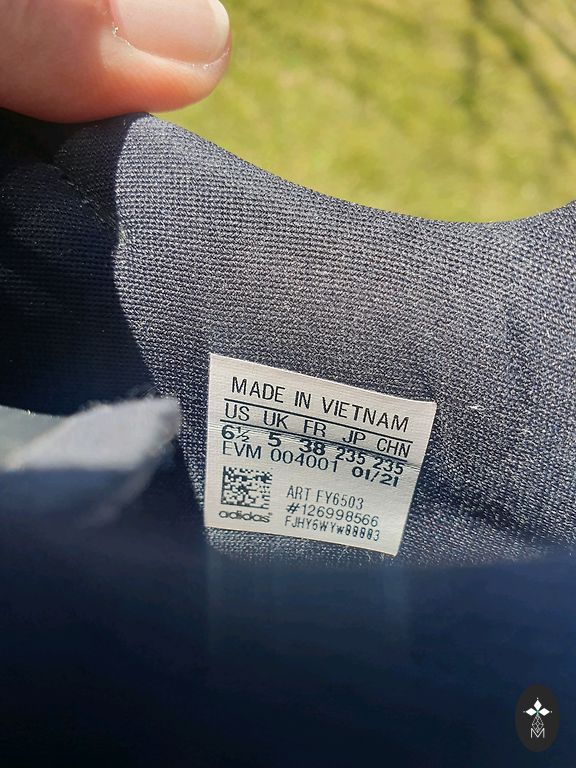 MADE IN VIETNAM
US UK FR JP CHN
6½ 5 38 235 235
EVM 004001 01/21
ART FY6503
#126998566
adidas
M